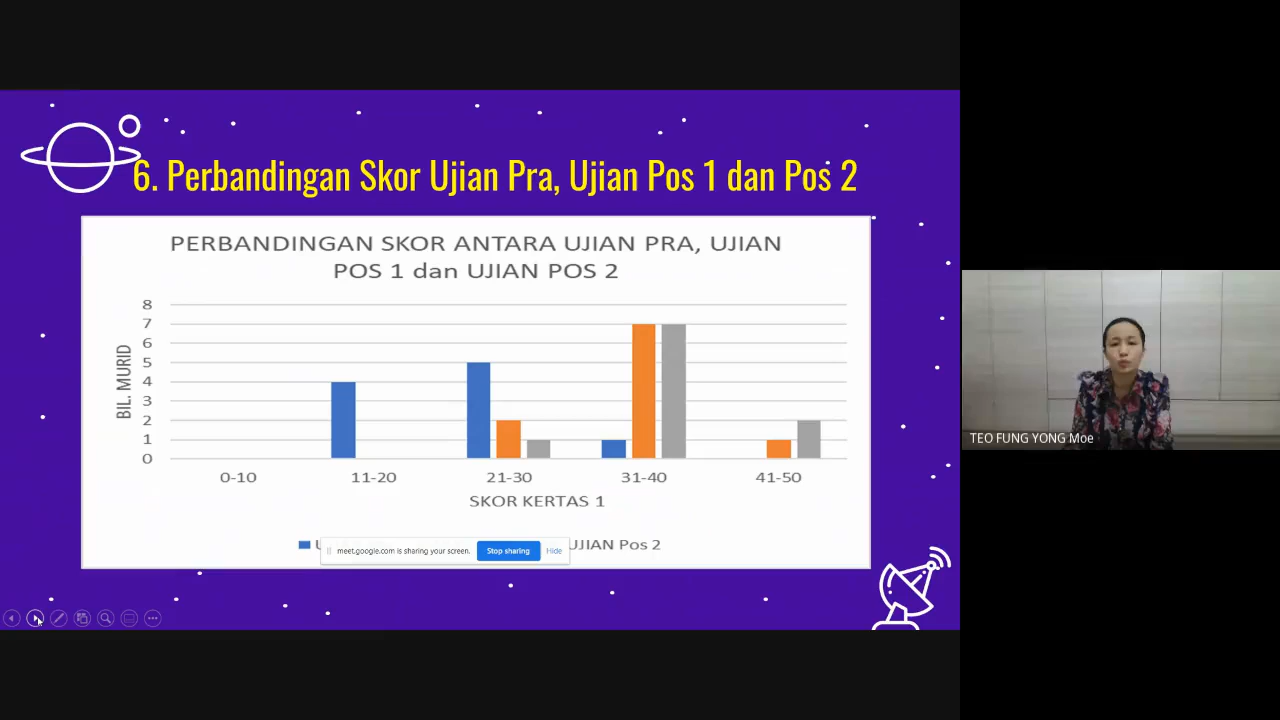 6. Perbandingan Skor Ujian Pra, Ujian Pos 1 dan Pos 2
PERBANDINGAN SKOR ANTARA UJIAN PRA, UJIAN
POS 1 dan UJIAN POS 2
BIL. MURID
8
7
6
5
4
3
2
1
0
0-10 11-20 21-30 31-40 41-50
SKOR KERTAS 1
UJIAN Pos 2
meet.google.com is sharing your screen. Stop sharing Hide
TEO FUNG YONG Moe